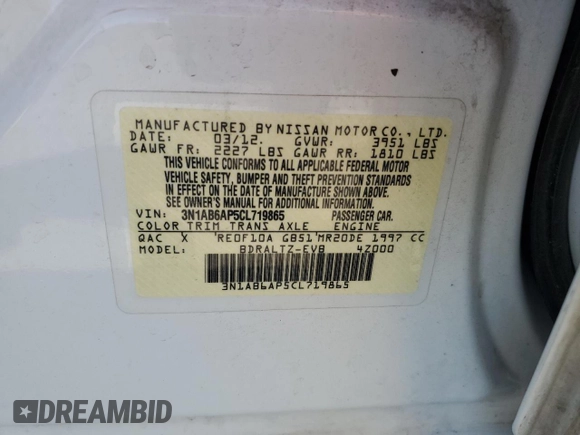 MANUFACTURED BY NISSAN MOTOR CO., LTD.
DATE: 03/12. GVWR: 3951 LBS
GAWR FR: 2227 LBS GAWR RR: 1810 LBS
THIS VEHICLE CONFORMS TO ALL APPLICABLE FEDERAL MOTOR
VEHICLE SAFETY, BUMPER AND THEFT PREVENTION STANDARDS
IN EFFECT ON THE DATE OF MANUFACTURE SHOWN ABOVE.
SEE OWNER'S MANUAL FOR ADDITIONAL INFORMATION.
VIN: 3N1AB6AP5CL719865 PASSENGER CAR.
COLOR TRIM TRANS AXLE ENGINE
QAC X RE0F10A GB51 MR20DE 1997 CC
MODEL: BDRALTZ-EVB 4Z000
3N1AB6AP5CL719865
DREAMBID